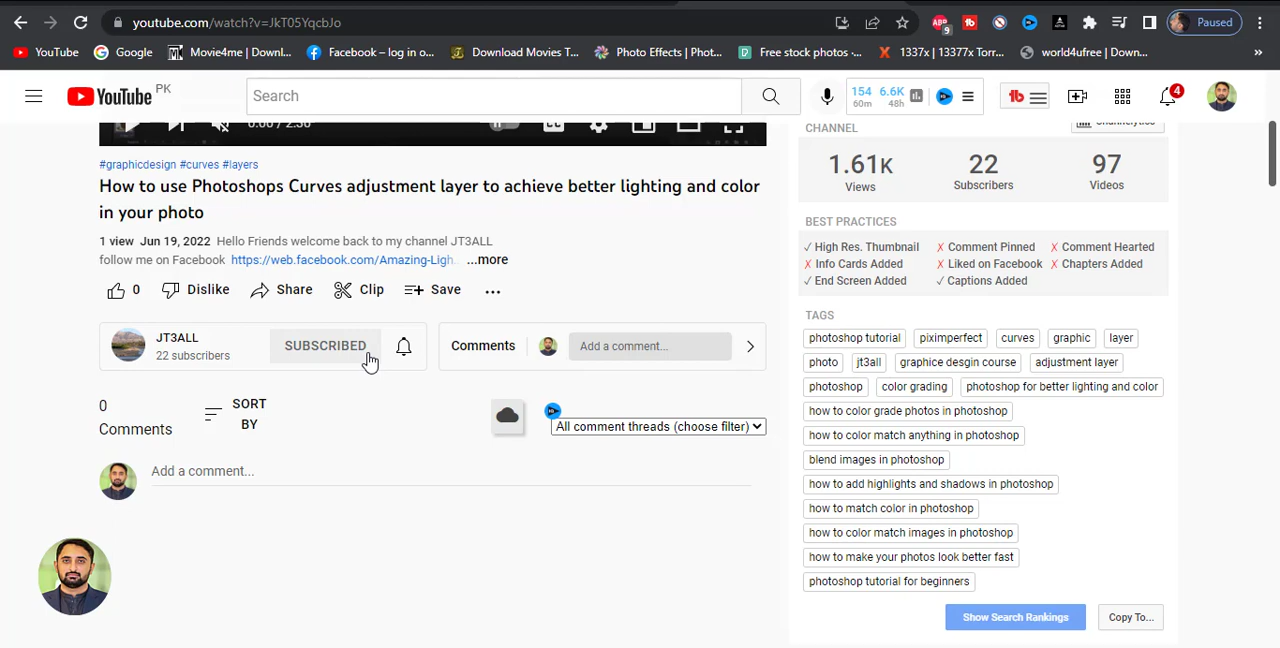 youtube.com/watch?v=JkT05YqcbJo
ABP
9
tb
Paused
YouTube
Google
Movie4me | Downl...
Facebook – log in o...
Download Movies T...
Photo Effects | Phot...
Free stock photos -...
1337x | 13377x Torr...
world4ufree | Down...
»
YouTube PK
Search
154 6.6K
60m 48h
tb
4
0:00 / 2:30
#graphicdesign #curves #layers
How to use Photoshops Curves adjustment layer to achieve better lighting and color
in your photo
1 view Jun 19, 2022 Hello Friends welcome back to my channel JT3ALL
follow me on Facebook https://web.facebook.com/Amazing-Ligh... ...more
0 Dislike Share Clip Save ...
JT3ALL
22 subscribers
SUBSCRIBED
Comments
Add a comment...
0
Comments
SORT
BY
All comment threads (choose filter)
Add a comment...
CHANNEL
Channelytics
1.61K
Views
22
Subscribers
97
Videos
BEST PRACTICES
✓ High Res. Thumbnail X Comment Pinned X Comment Hearted
X Info Cards Added X Liked on Facebook X Chapters Added
✓ End Screen Added ✓ Captions Added
TAGS
photoshop tutorial piximperfect curves graphic layer
photo jt3all graphice desgin course adjustment layer
photoshop color grading photoshop for better lighting and color
how to color grade photos in photoshop
how to color match anything in photoshop
blend images in photoshop
how to add highlights and shadows in photoshop
how to match color in photoshop
how to color match images in photoshop
how to make your photos look better fast
photoshop tutorial for beginners
Show Search Rankings Copy To...